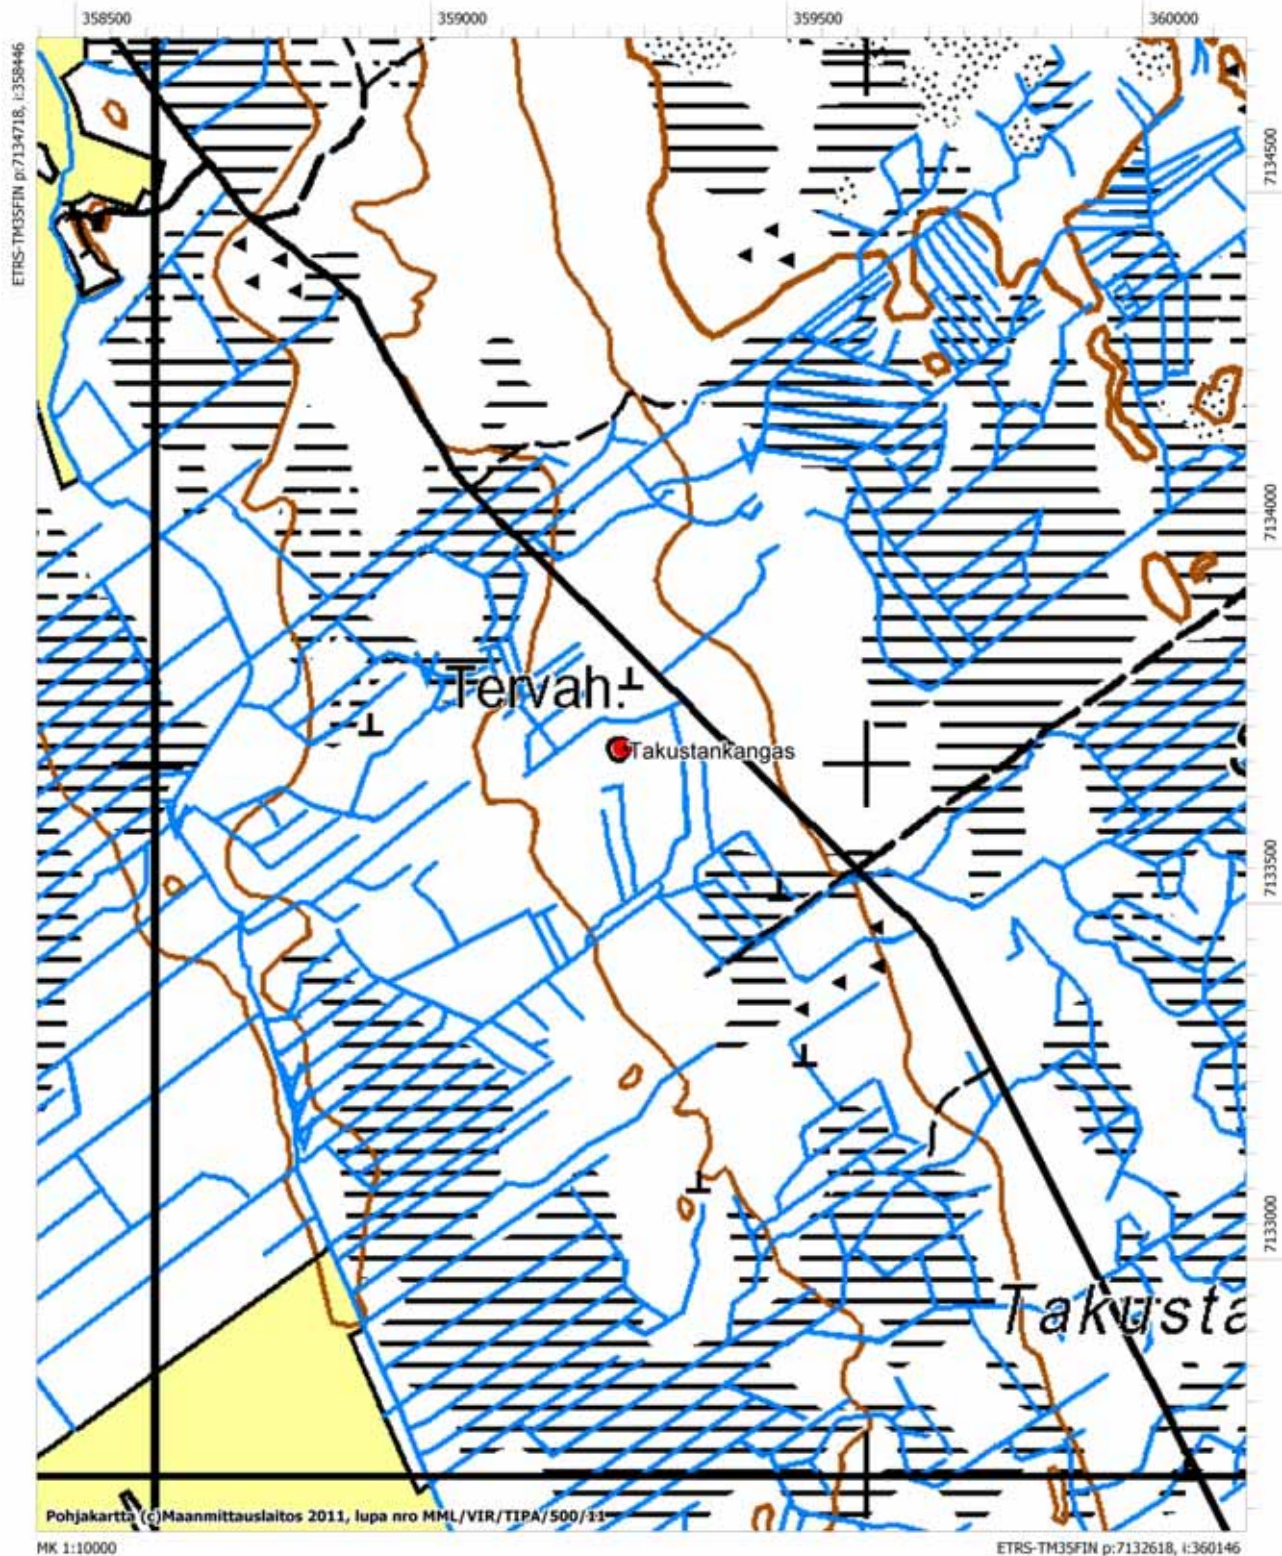 358500
359000
359500
360000
ETRS-TM35FIN p:7134718, i:358446
7134500
7134000
Tervah.
Takustankangas
7133500
7133000
Takusta
Pohjakartta (c)Maanmittauslaitos 2011, lupa nro MML/VIR/TIPA/500/11
MK 1:10000
ETRS-TM35FIN p:7132618, i:360146